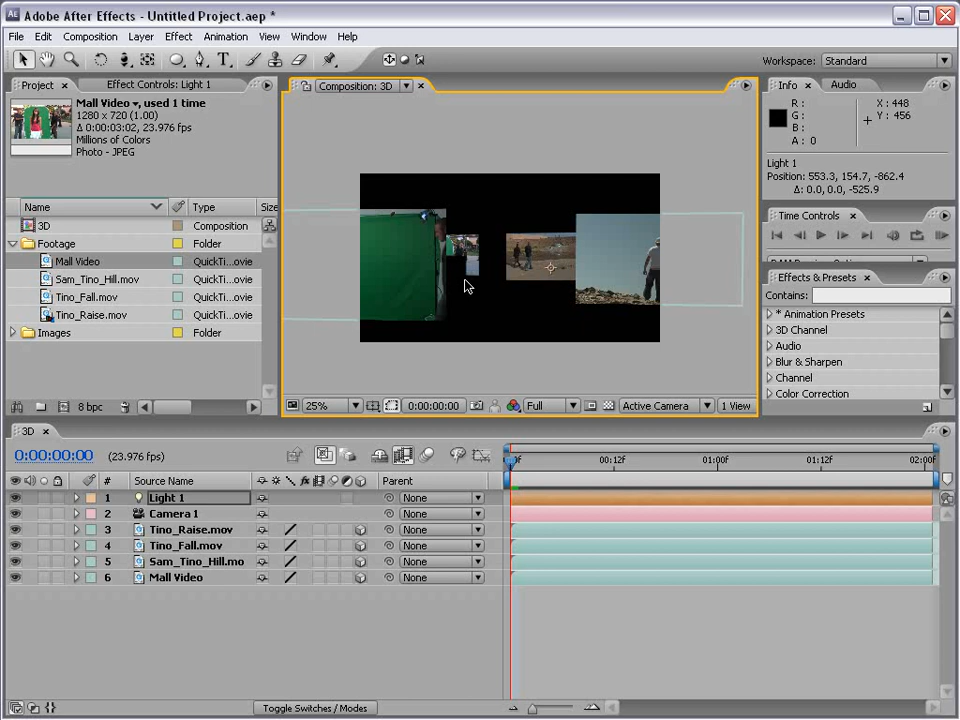 Adobe After Effects - Untitled Project.aep *
File Edit Composition Layer Effect Animation View Window Help
Workspace: Standard
Project Effect Controls: Light 1
Mall Video, used 1 time
1280 x 720 (1.00)
Δ 0:00:03:02, 23.976 fps
Millions of Colors
Photo - JPEG
Name Type Size
3D Composition
Footage Folder
Mall Video QuickTi...ovie
Sam_Tino_Hill.mov QuickTi...ovie
Tino_Fall.mov QuickTi...ovie
Tino_Raise.mov QuickTi...ovie
Images Folder
8 bpc
Composition: 3D
25% 0:00:00:00 Full Active Camera 1 View
Info Audio
R : X : 448
G : Y : 456
B :
A : 0
Light 1
Position: 553.3, 154.7, -862.4
Δ: 0.0, 0.0, -525.9
Time Controls
Effects & Presets
Contains:
* Animation Presets
3D Channel
Audio
Blur & Sharpen
Channel
Color Correction
3D
0:00:00:00 (23.976 fps)
00:12f 01:00f 01:12f 02:00f
# Source Name Parent
1 Light 1 None
2 Camera 1 None
3 Tino_Raise.mov None
4 Tino_Fall.mov None
5 Sam_Tino_Hill.mo None
6 Mall Video None
Toggle Switches / Modes